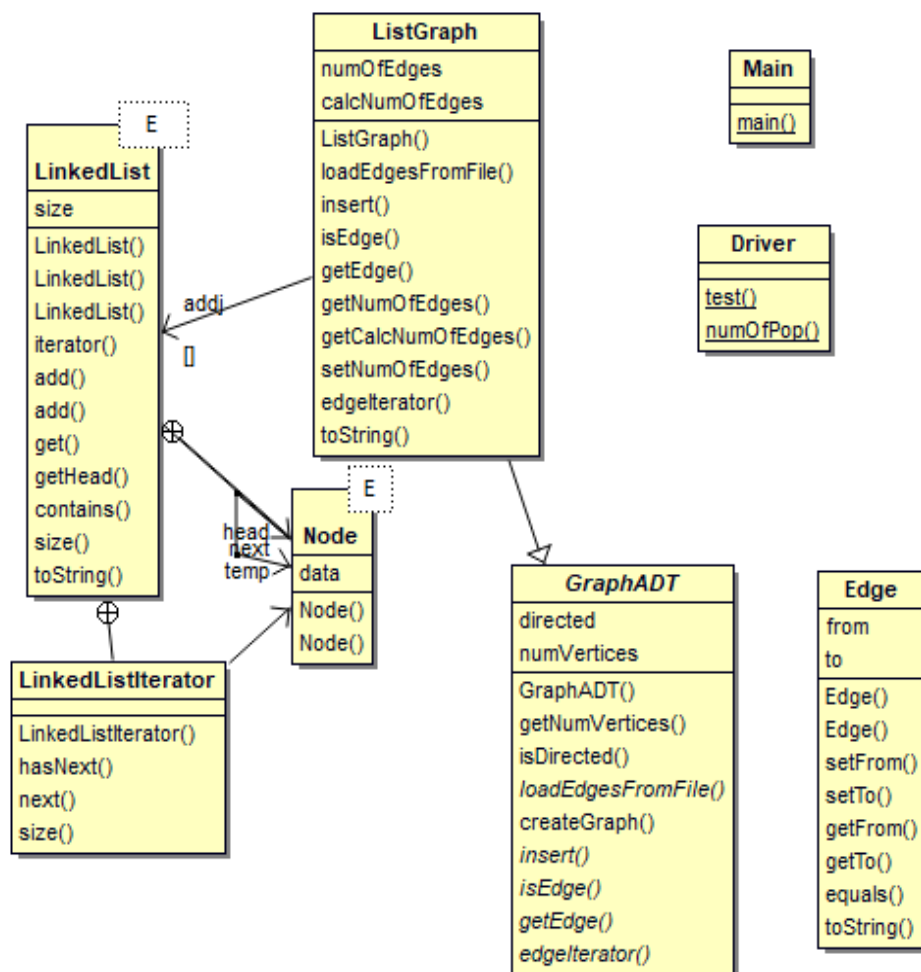 ListGraph
numOfEdges
calcNumOfEdges
ListGraph()
loadEdgesFromFile()
insert()
isEdge()
getEdge()
getNumOfEdges()
getCalcNumOfEdges()
setNumOfEdges()
edgeIterator()
toString()
Main
main()
E
LinkedList
size
LinkedList()
LinkedList()
LinkedList()
iterator()
add()
add()
get()
getHead()
contains()
size()
toString()
addj
[]
Driver
test()
numOfPop()
E
Node
data
Node()
Node()
head
next
temp
LinkedListIterator
LinkedListIterator()
hasNext()
next()
size()
GraphADT
directed
numVertices
GraphADT()
getNumVertices()
isDirected()
loadEdgesFromFile()
createGraph()
insert()
isEdge()
getEdge()
edgeIterator()
Edge
from
to
Edge()
Edge()
setFrom()
setTo()
getFrom()
getTo()
equals()
toString()